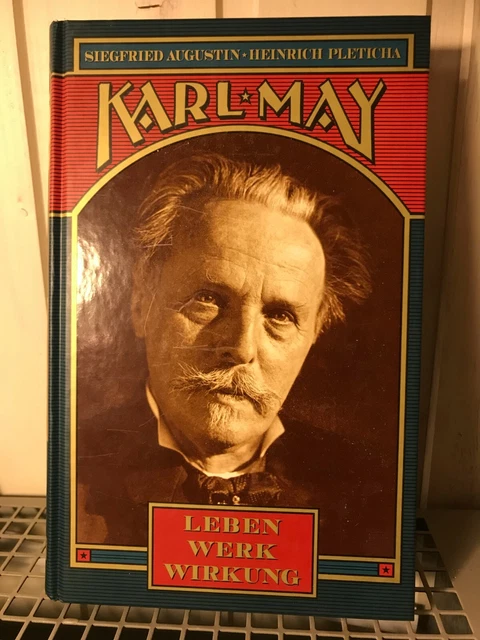 SIEGFRIED AUGUSTIN · HEINRICH PLETICHA
KARL MAY
LEBEN
WERK
WIRKUNG